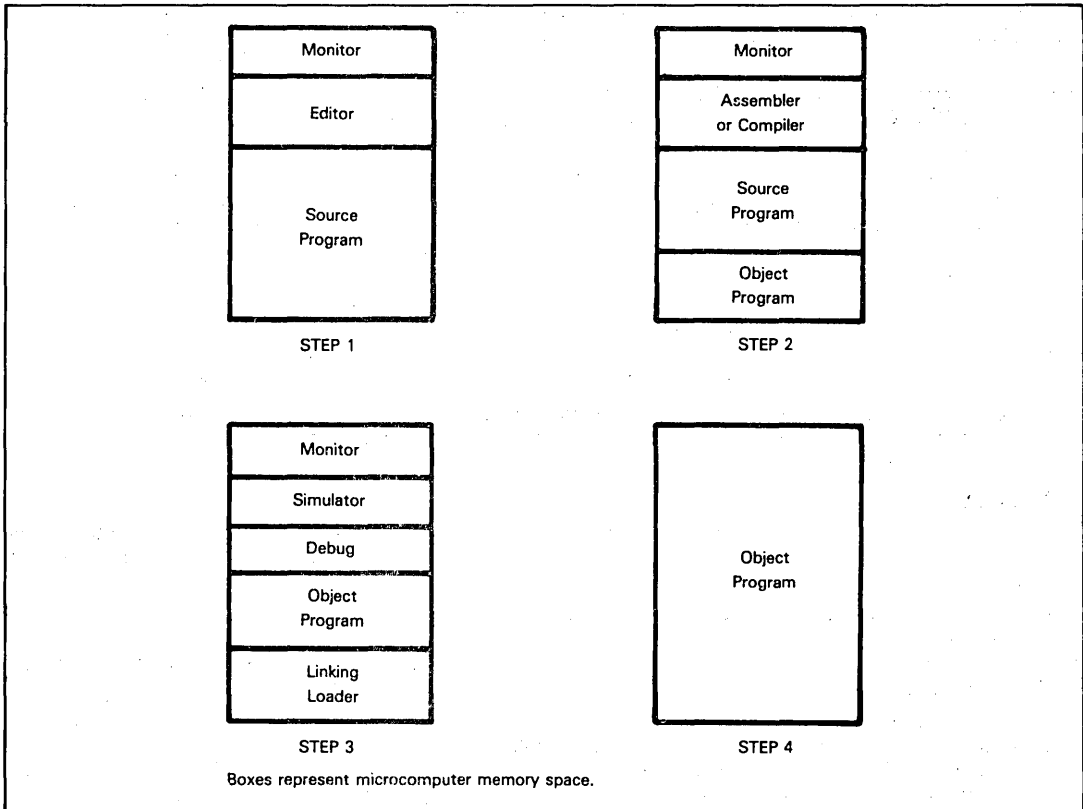 Monitor
Editor
Source
Program
STEP 1
Monitor
Assembler
or Compiler
Source
Program
Object
Program
STEP 2
Monitor
Simulator
Debug
Object
Program
Linking
Loader
STEP 3
Object
Program
STEP 4
Boxes represent microcomputer memory space.